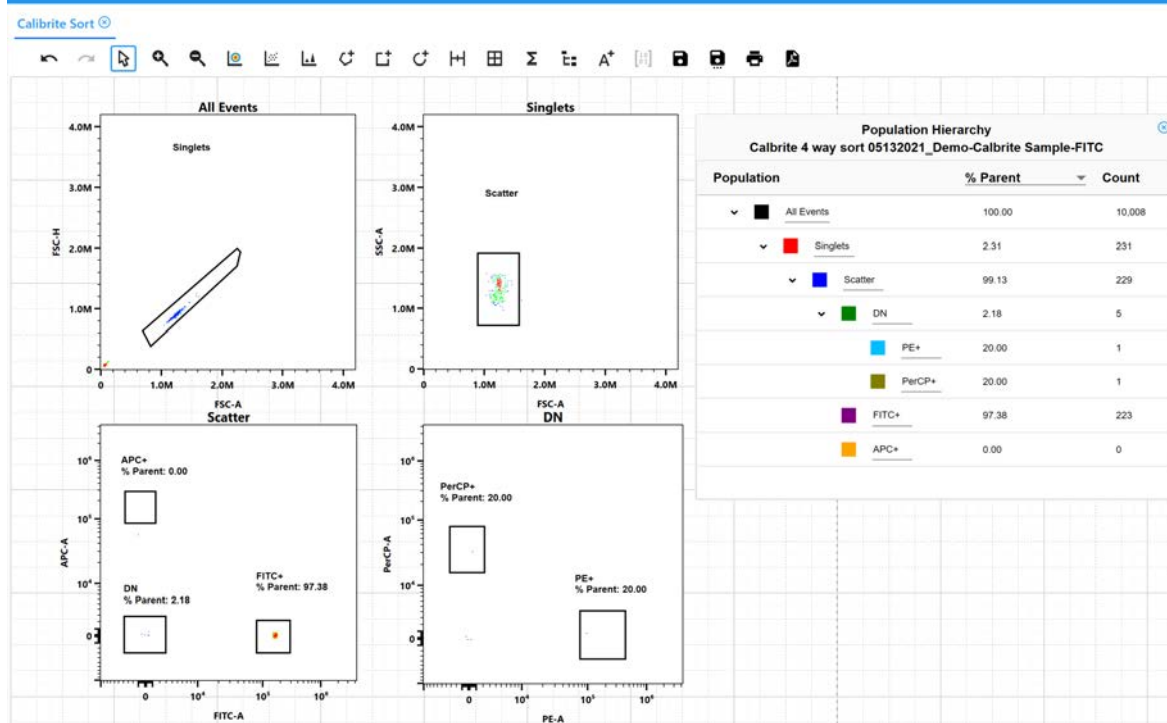 Calibrite Sort
All Events
4.0M
3.0M
2.0M
1.0M
0
FSC-H
Singlets
0 1.0M 2.0M 3.0M 4.0M
FSC-A
Singlets
4.0M
3.0M
2.0M
1.0M
0
SSC-A
Scatter
0 1.0M 2.0M 3.0M 4.0M
FSC-A
Population Hierarchy
Calbrite 4 way sort 05132021_Demo-Calbrite Sample-FITC
Population % Parent Count
All Events 100.00 10,008
Singlets 2.31 231
Scatter 99.13 229
DN 2.18 5
PE+ 20.00 1
PerCP+ 20.00 1
FITC+ 97.38 223
APC+ 0.00 0
Scatter
APC-A
APC+
% Parent: 0.00
DN
% Parent: 2.18
FITC+
% Parent: 97.38
0 10⁴ 10⁵ 10⁶
FITC-A
DN
PerCP-A
PerCP+
% Parent: 20.00
PE+
% Parent: 20.00
0 10⁴ 10⁵ 10⁶
PE-A